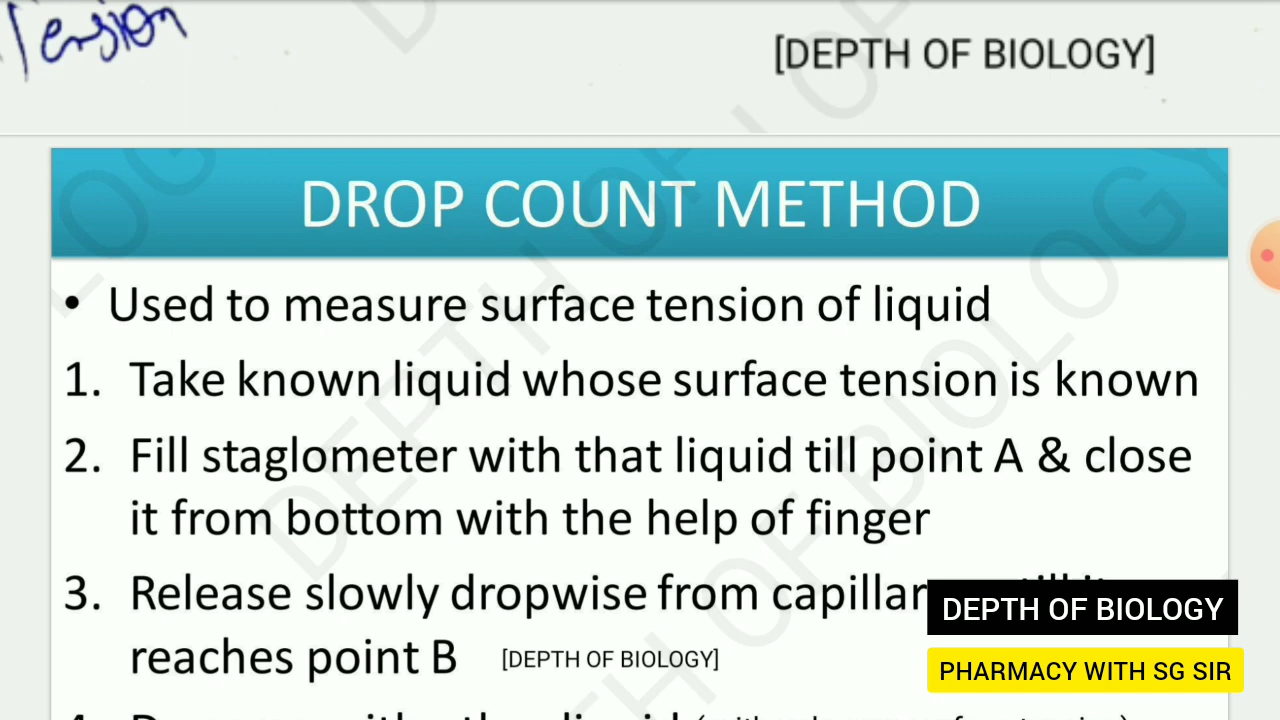 Tension
[DEPTH OF BIOLOGY]
DROP COUNT METHOD
• Used to measure surface tension of liquid
1. Take known liquid whose surface tension is known
2. Fill staglometer with that liquid till point A & close
it from bottom with the help of finger
3. Release slowly dropwise from capillar
reaches point B [DEPTH OF BIOLOGY]
DEPTH OF BIOLOGY
PHARMACY WITH SG SIR